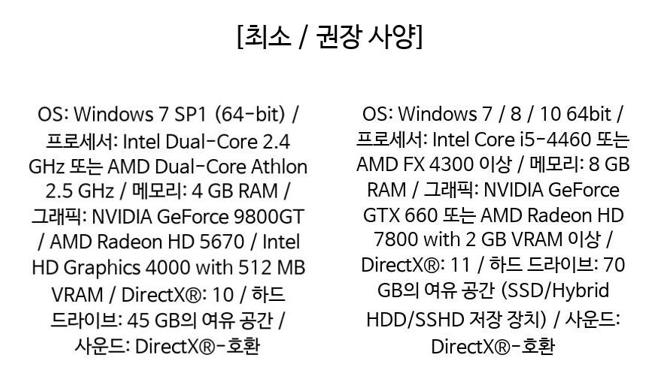 [최소 / 권장 사양]
OS: Windows 7 SP1 (64-bit) /
프로세서: Intel Dual-Core 2.4
GHz 또는 AMD Dual-Core Athlon
2.5 GHz / 메모리: 4 GB RAM /
그래픽: NVIDIA GeForce 9800GT
/ AMD Radeon HD 5670 / Intel
HD Graphics 4000 with 512 MB
VRAM / DirectX®: 10 / 하드
드라이브: 45 GB의 여유 공간 /
사운드: DirectX®-호환
OS: Windows 7 / 8 / 10 64bit /
프로세서: Intel Core i5-4460 또는
AMD FX 4300 이상 / 메모리: 8 GB
RAM / 그래픽: NVIDIA GeForce
GTX 660 또는 AMD Radeon HD
7800 with 2 GB VRAM 이상 /
DirectX®: 11 / 하드 드라이브: 70
GB의 여유 공간 (SSD/Hybrid
HDD/SSHD 저장 장치) / 사운드:
DirectX®-호환